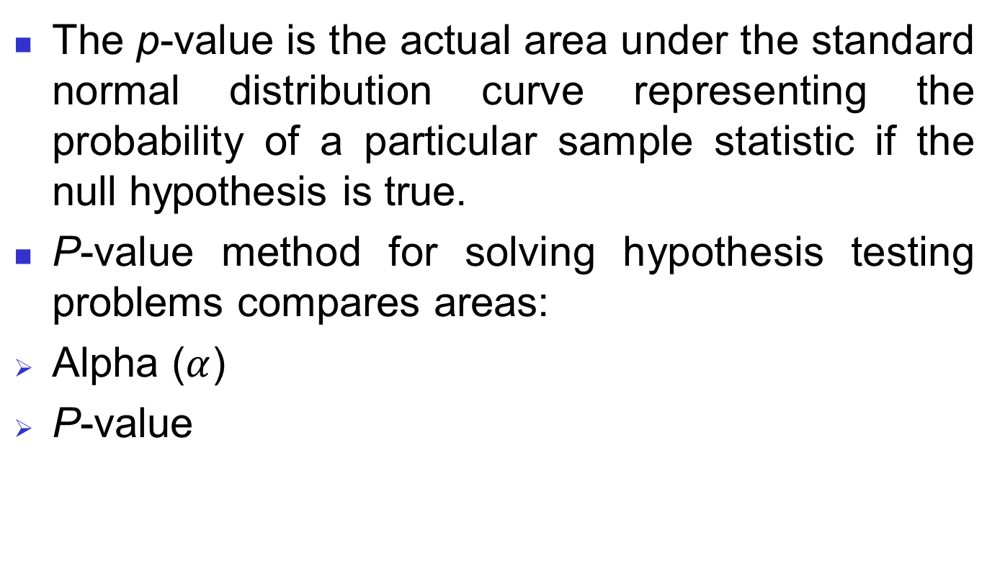 ▪ The p-value is the actual area under the standard
normal distribution curve representing the
probability of a particular sample statistic if the
null hypothesis is true.
▪ P-value method for solving hypothesis testing
problems compares areas:
➢ Alpha (𝛼)
➢ P-value